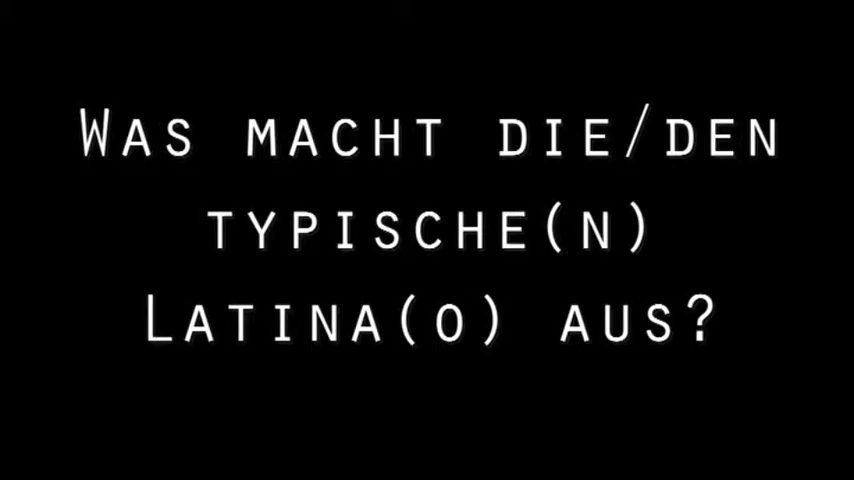 Was macht die/den
typische(n)
Latina(o) aus?